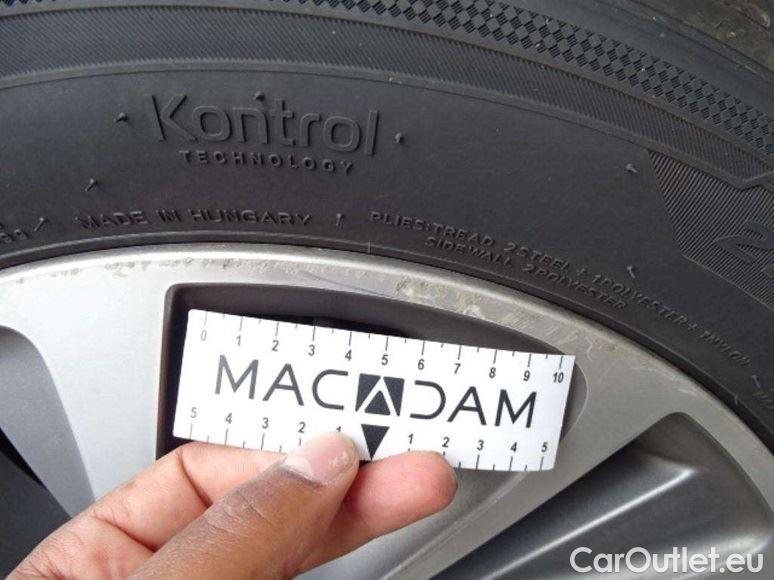 Kontrol
TECHNOLOGY
MADE IN HUNGARY
PLIES:TREAD 2STEEL + 1POLYESTER + 1NYLON
SIDEWALL 2POLYESTER
0 1 2 3 4 5 6 7 8 9 10
MACADAM
5 4 3 2 1 1 2 3 4 5
CarOutlet.eu